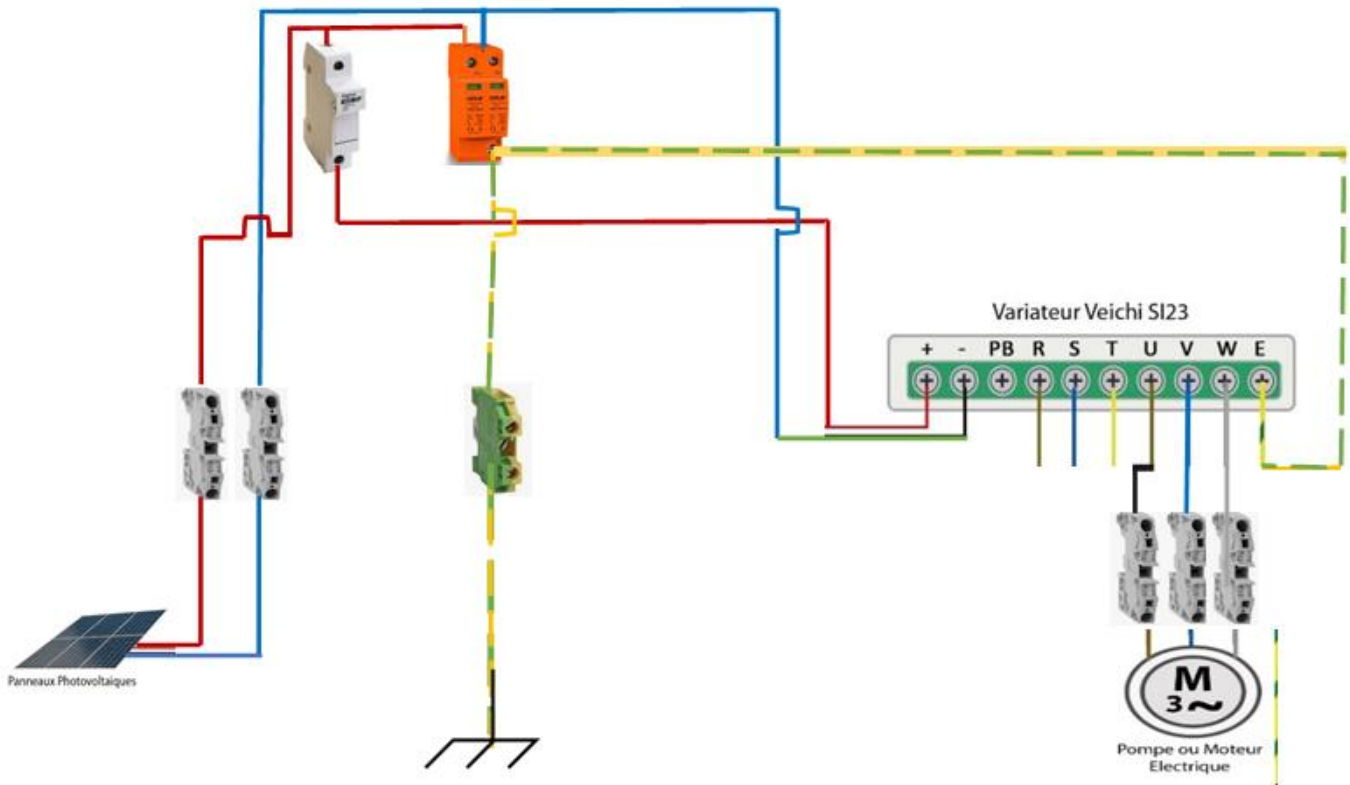 Variateur Veichi SI23
+ - PB R S T U V W E
Panneaux Photovoltaiques
M
3~
Pompe ou Moteur
Electrique